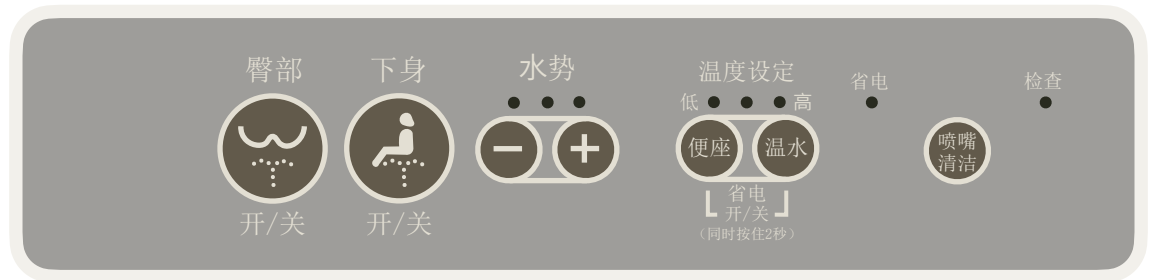 臀部
下身
水势
温度设定
省电
检查
低
高
便座
温水
喷嘴
清洁
省电
开/关
(同时按住2秒)
开/关
开/关